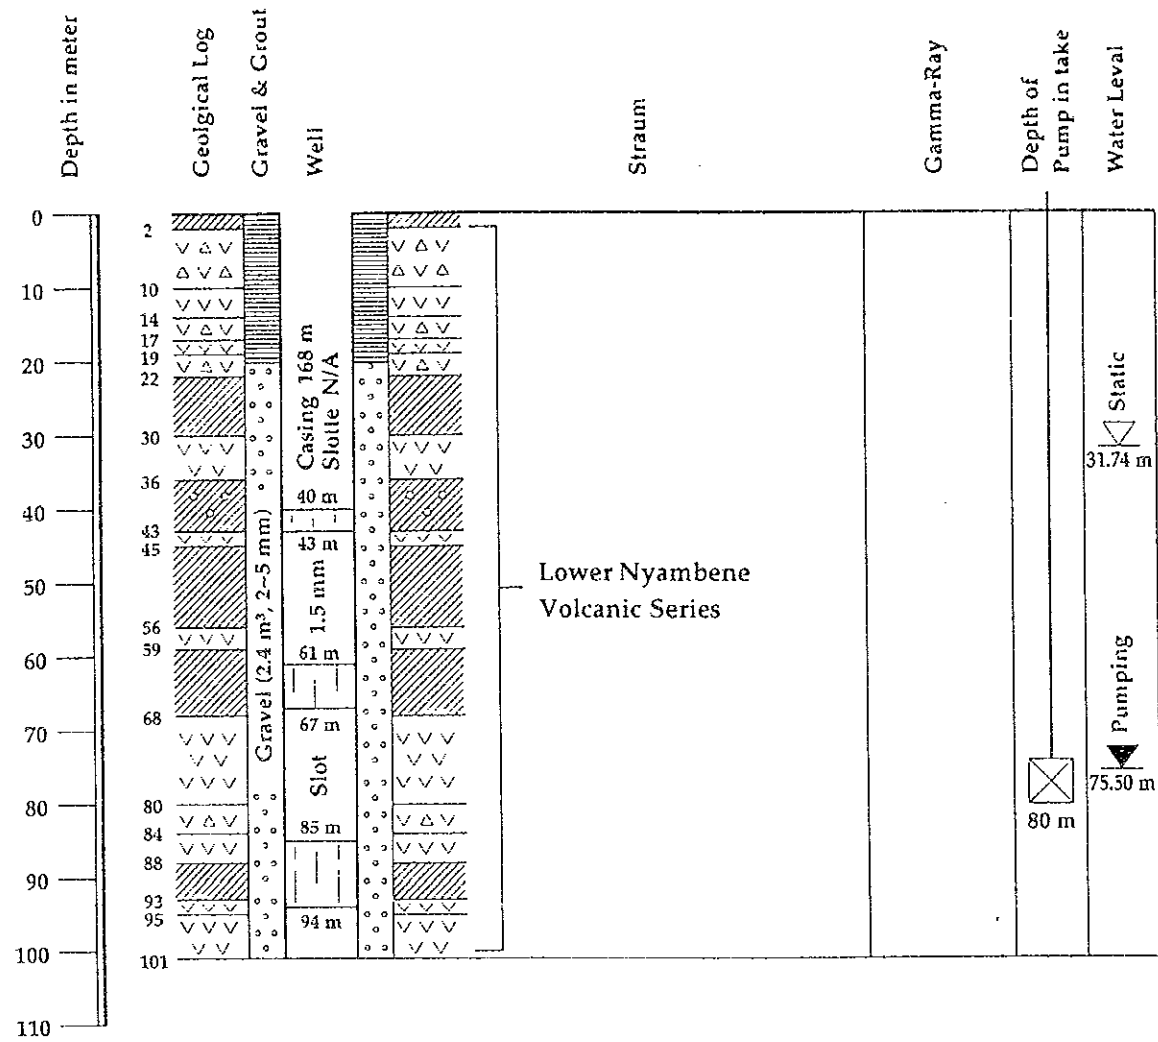 Depth in meter
Geolgical Log
Gravel & Grout
Well
Straum
Gamma-Ray
Depth of
Pump in take
Water Leval
0
10
20
30
40
50
60
70
80
90
100
110
2
10
14
17
19
22
30
36
43
45
56
59
68
80
84
88
93
95
101
Gravel (2.4 m³, 2~5 mm)
Casing 168 m
Slotle N/A
40 m
43 m
1.5 mm
61 m
67 m
Slot
85 m
94 m
Lower Nyambene
Volcanic Series
80 m
Static
31.74 m
Pumping
75.50 m